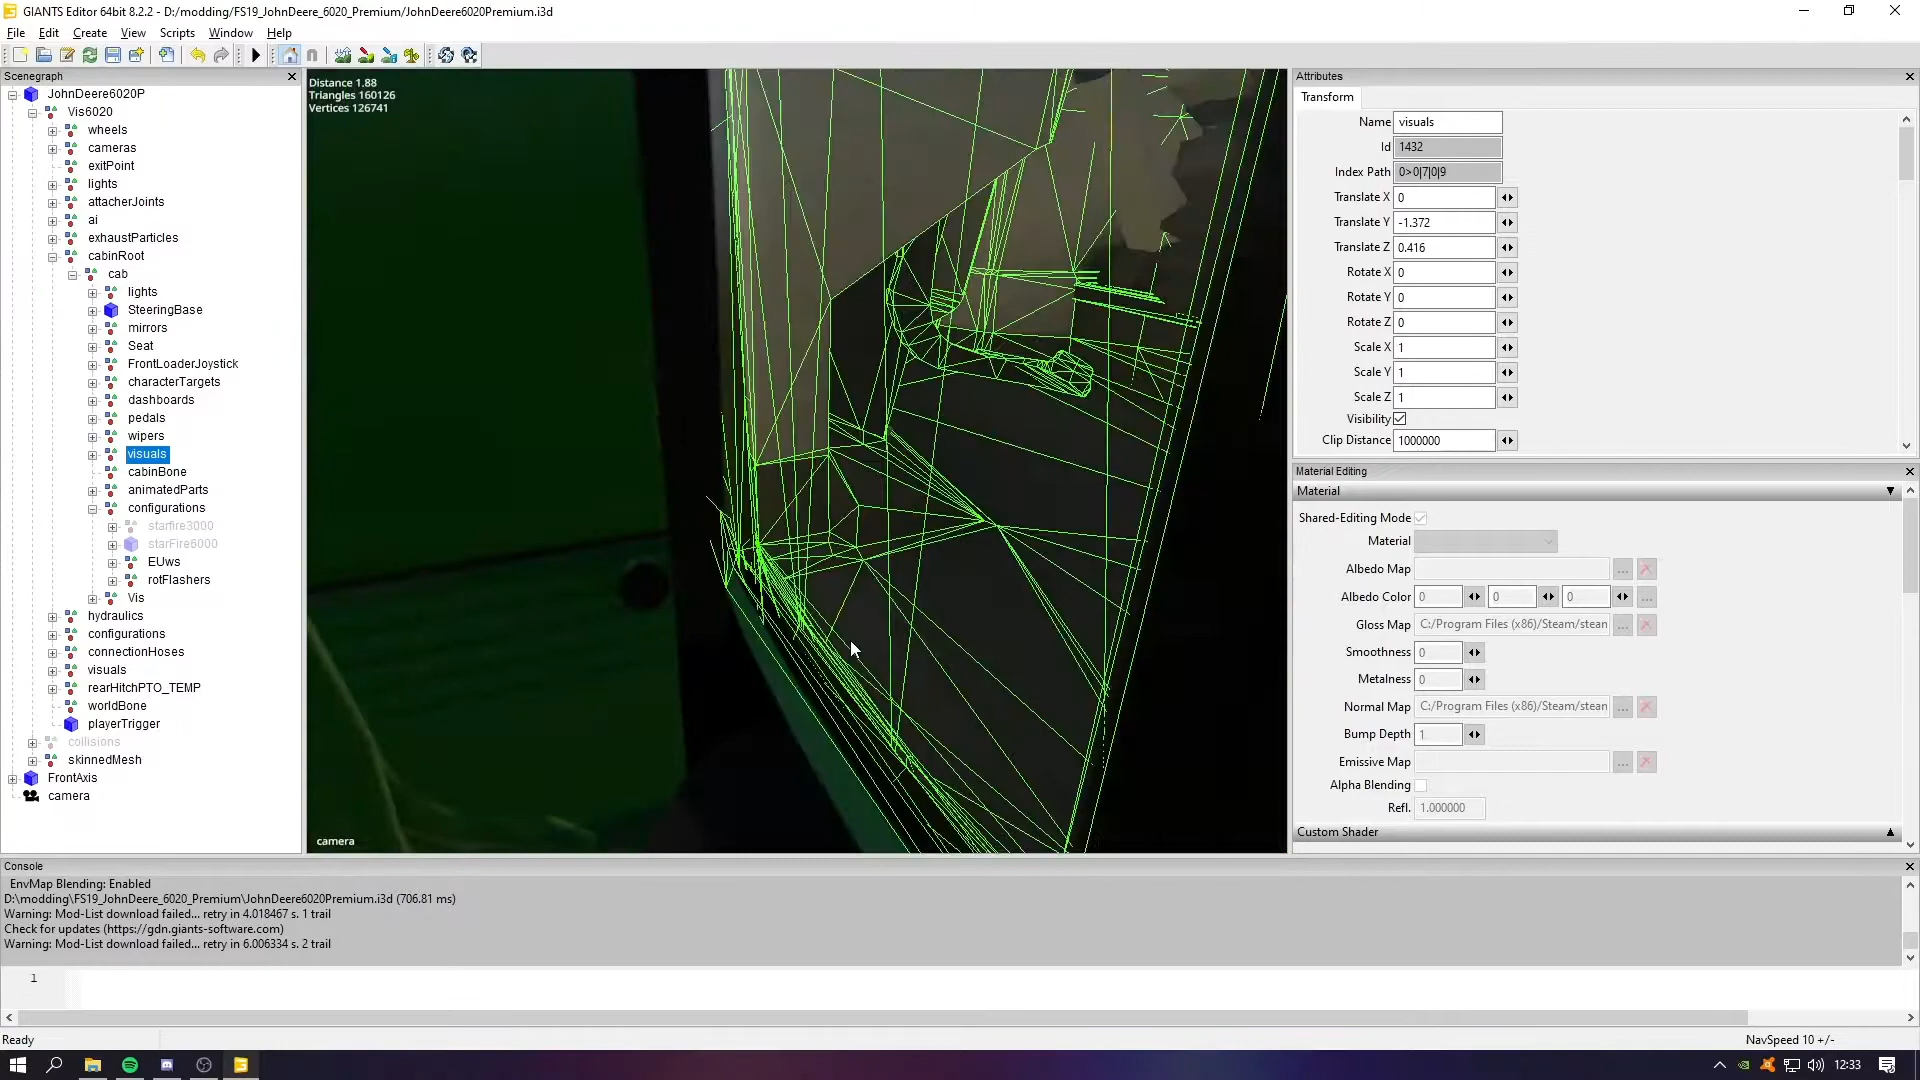 GIANTS Editor 64bit 8.2.2 - D:/modding/FS19_JohnDeere_6020_Premium/JohnDeere6020Premium.i3d
File Edit Create View Scripts Window Help
Scenegraph
JohnDeere6020P
Vis6020
wheels
cameras
exitPoint
lights
attacherJoints
ai
exhaustParticles
cabinRoot
cab
lights
SteeringBase
mirrors
Seat
FrontLoaderJoystick
characterTargets
dashboards
pedals
wipers
visuals
cabinBone
animatedParts
configurations
starfire3000
starFire6000
EUws
rotFlashers
Vis
hydraulics
configurations
connectionHoses
visuals
rearHitchPTO_TEMP
worldBone
playerTrigger
collisions
skinnedMesh
FrontAxis
camera
Distance 1.88
Triangles 160126
Vertices 126741
camera
Attributes
Transform
Name visuals
Id 1432
Index Path 0>0|7|0|9
Translate X 0
Translate Y -1.372
Translate Z 0.416
Rotate X 0
Rotate Y 0
Rotate Z 0
Scale X 1
Scale Y 1
Scale Z 1
Visibility
Clip Distance 1000000
Material Editing
Material
Shared-Editing Mode
Material
Albedo Map ...
Albedo Color 0 0 0 ...
Gloss Map C:/Program Files (x86)/Steam/stean ...
Smoothness 0
Metalness 0
Normal Map C:/Program Files (x86)/Steam/stean ...
Bump Depth 1
Emissive Map ...
Alpha Blending
Refl. 1.000000
Custom Shader
Console
EnvMap Blending: Enabled
D:\modding\FS19_JohnDeere_6020_Premium\JohnDeere6020Premium.i3d (706.81 ms)
Warning: Mod-List download failed... retry in 4.018467 s. 1 trail
Check for updates (https://gdn.giants-software.com)
Warning: Mod-List download failed... retry in 6.006334 s. 2 trail
1
Ready
NavSpeed 10 +/-
12:33